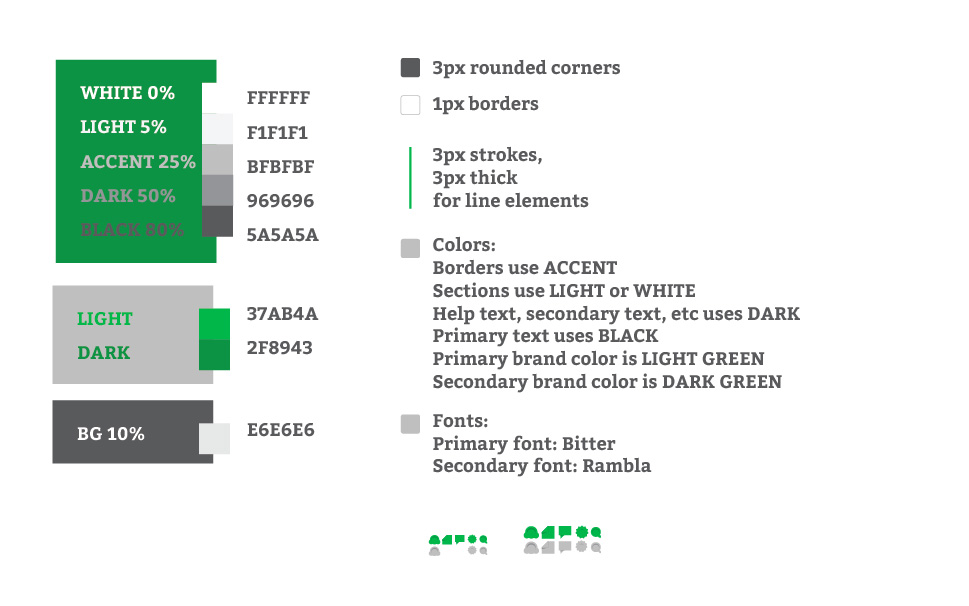 WHITE 0%
FFFFFF
LIGHT 5%
F1F1F1
ACCENT 25%
BFBFBF
DARK 50%
969696
BLACK 80%
5A5A5A
LIGHT
37AB4A
DARK
2F8943
BG 10%
E6E6E6
3px rounded corners
1px borders
3px strokes,
3px thick
for line elements
Colors:
Borders use ACCENT
Sections use LIGHT or WHITE
Help text, secondary text, etc uses DARK
Primary text uses BLACK
Primary brand color is LIGHT GREEN
Secondary brand color is DARK GREEN
Fonts:
Primary font: Bitter
Secondary font: Rambla